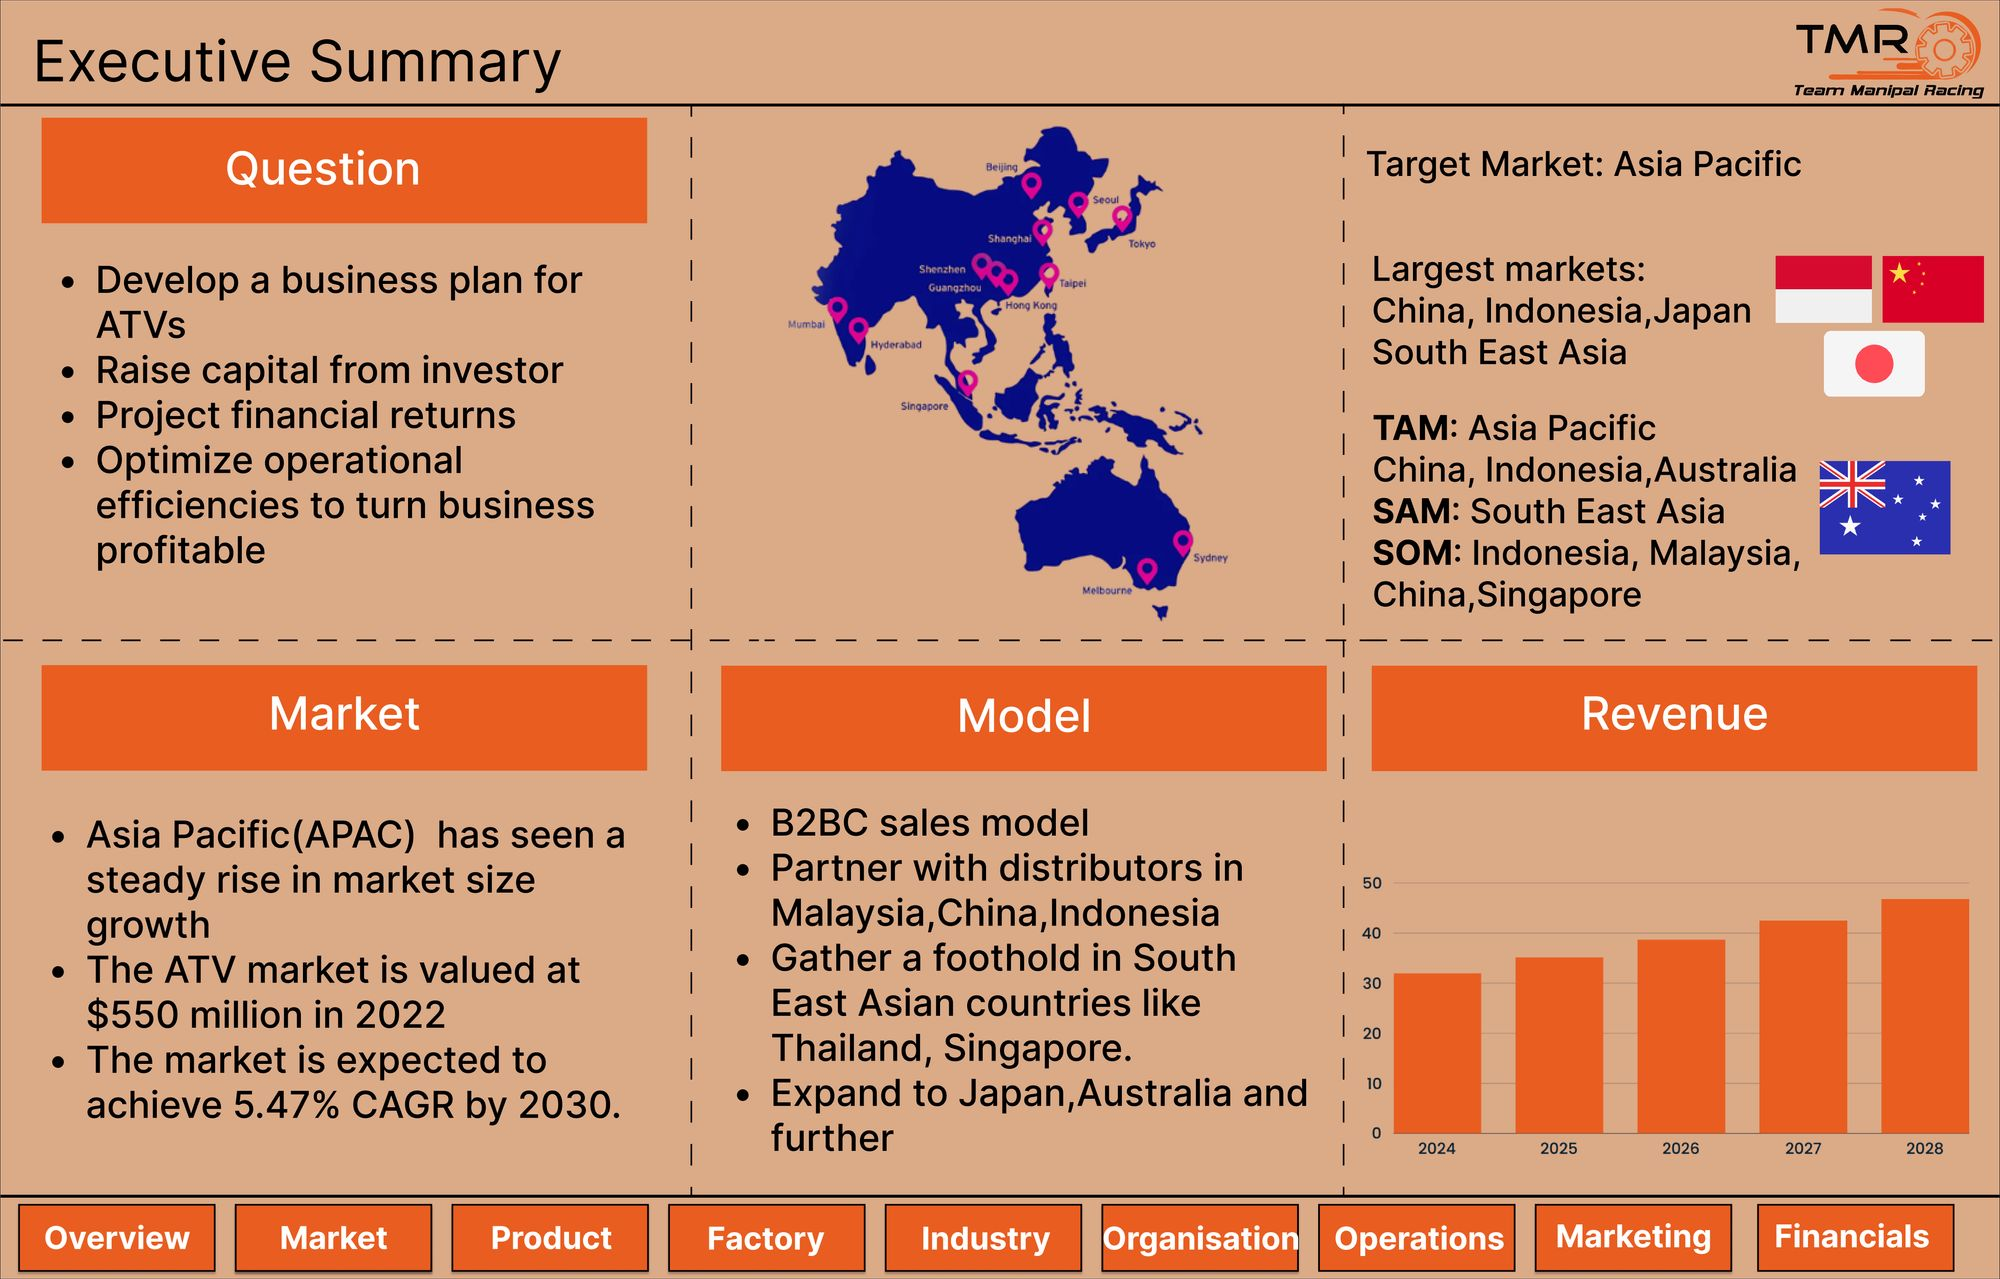 Executive Summary
TMR
Team Manipal Racing
Question
• Develop a business plan for
ATVs
• Raise capital from investor
• Project financial returns
• Optimize operational
efficiencies to turn business
profitable
Beijing
Seoul
Shanghai
Tokyo
Shenzhen
Guangzhou
Taipei
Hong Kong
Mumbai
Hyderabad
Singapore
Sydney
Melbourne
Target Market: Asia Pacific
Largest markets:
China, Indonesia,Japan
South East Asia
TAM: Asia Pacific
China, Indonesia,Australia
SAM: South East Asia
SOM: Indonesia, Malaysia,
China,Singapore
Market
• Asia Pacific(APAC)  has seen a
steady rise in market size
growth
• The ATV market is valued at
$550 million in 2022
• The market is expected to
achieve 5.47% CAGR by 2030.
Model
• B2BC sales model
• Partner with distributors in
Malaysia,China,Indonesia
• Gather a foothold in South
East Asian countries like
Thailand, Singapore.
• Expand to Japan,Australia and
further
Revenue
50
40
30
20
10
0
2024 2025 2026 2027 2028
Overview Market Product Factory Industry Organisation Operations Marketing Financials